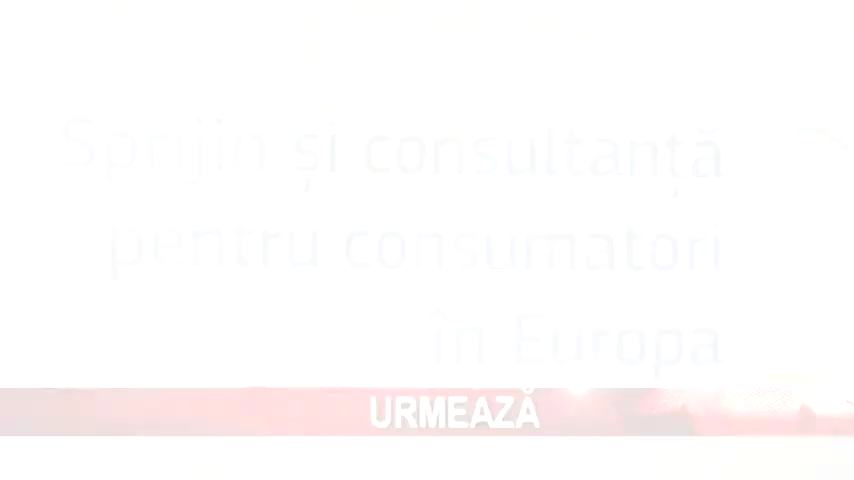 Sprijin și consultanță
pentru consumatori
în Europa
URMEAZĂ